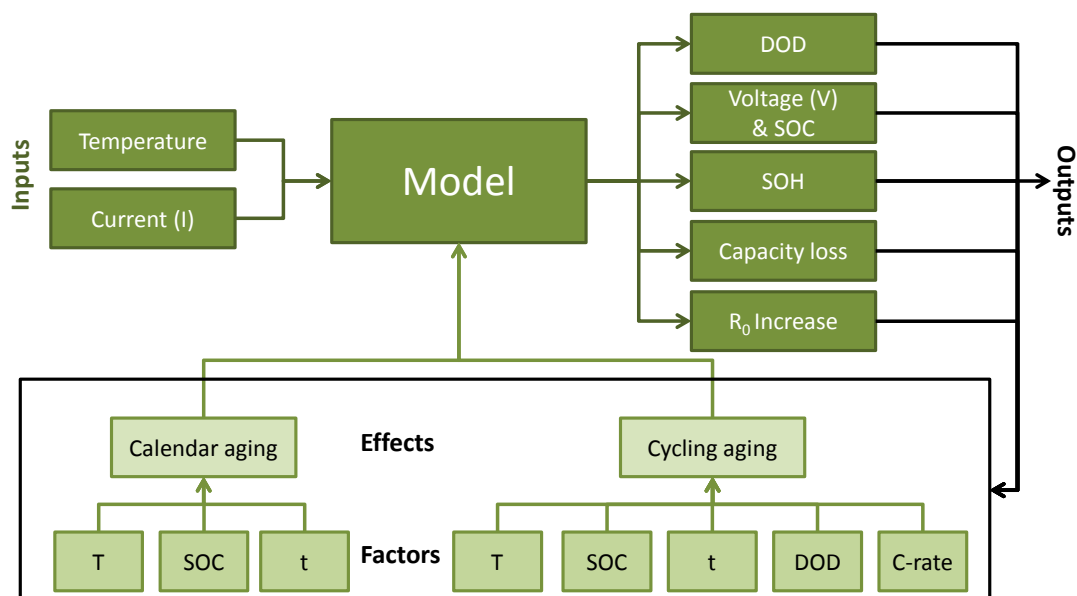 Inputs
Temperature
Current (I)
Model
DOD
Voltage (V)
& SOC
SOH
Capacity loss
R₀ Increase
Outputs
Calendar aging
Effects
Cycling aging
T
SOC
t
Factors
T
SOC
t
DOD
C-rate